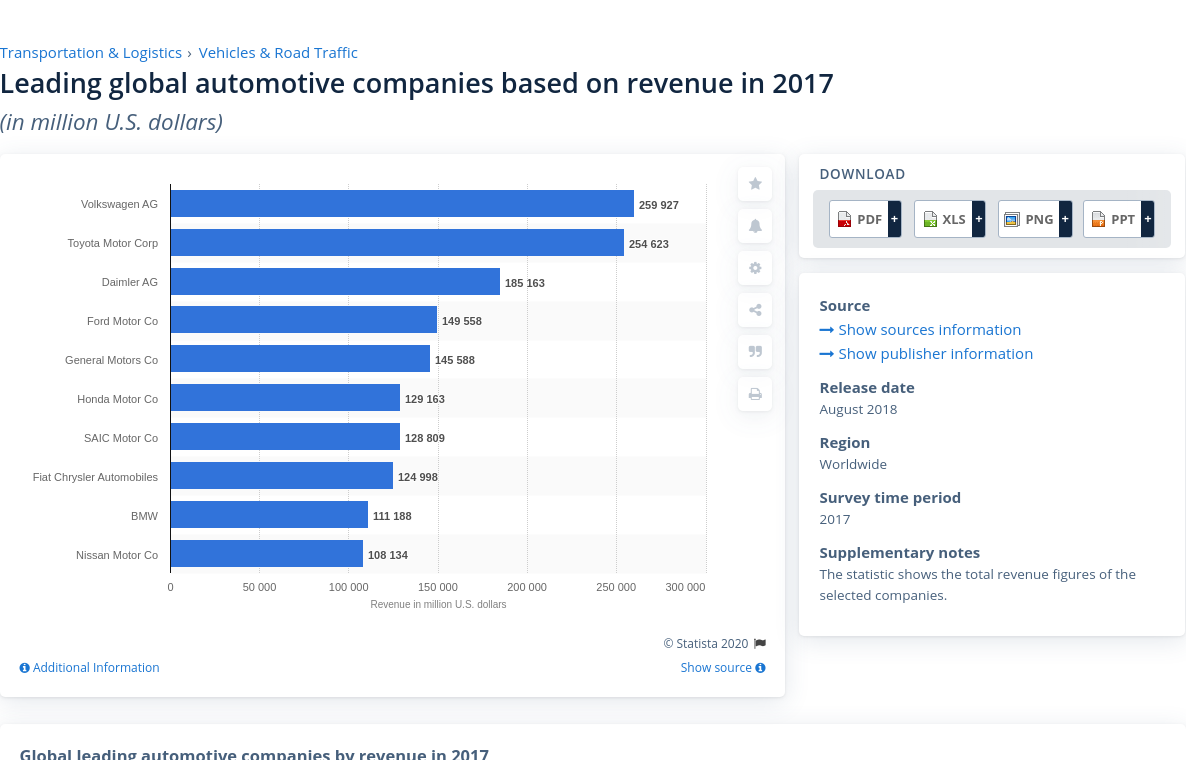 Transportation & Logistics › Vehicles & Road Traffic
Leading global automotive companies based on revenue in 2017
(in million U.S. dollars)
Volkswagen AG 259 927
Toyota Motor Corp 254 623
Daimler AG 185 163
Ford Motor Co 149 558
General Motors Co 145 588
Honda Motor Co 129 163
SAIC Motor Co 128 809
Fiat Chrysler Automobiles 124 998
BMW 111 188
Nissan Motor Co 108 134
0 50 000 100 000 150 000 200 000 250 000 300 000
Revenue in million U.S. dollars
© Statista 2020
Additional Information
Show source
DOWNLOAD
PDF + XLS + PNG + PPT +
Source
Show sources information
Show publisher information
Release date
August 2018
Region
Worldwide
Survey time period
2017
Supplementary notes
The statistic shows the total revenue figures of the
selected companies.
Global leading automotive companies by revenue in 2017